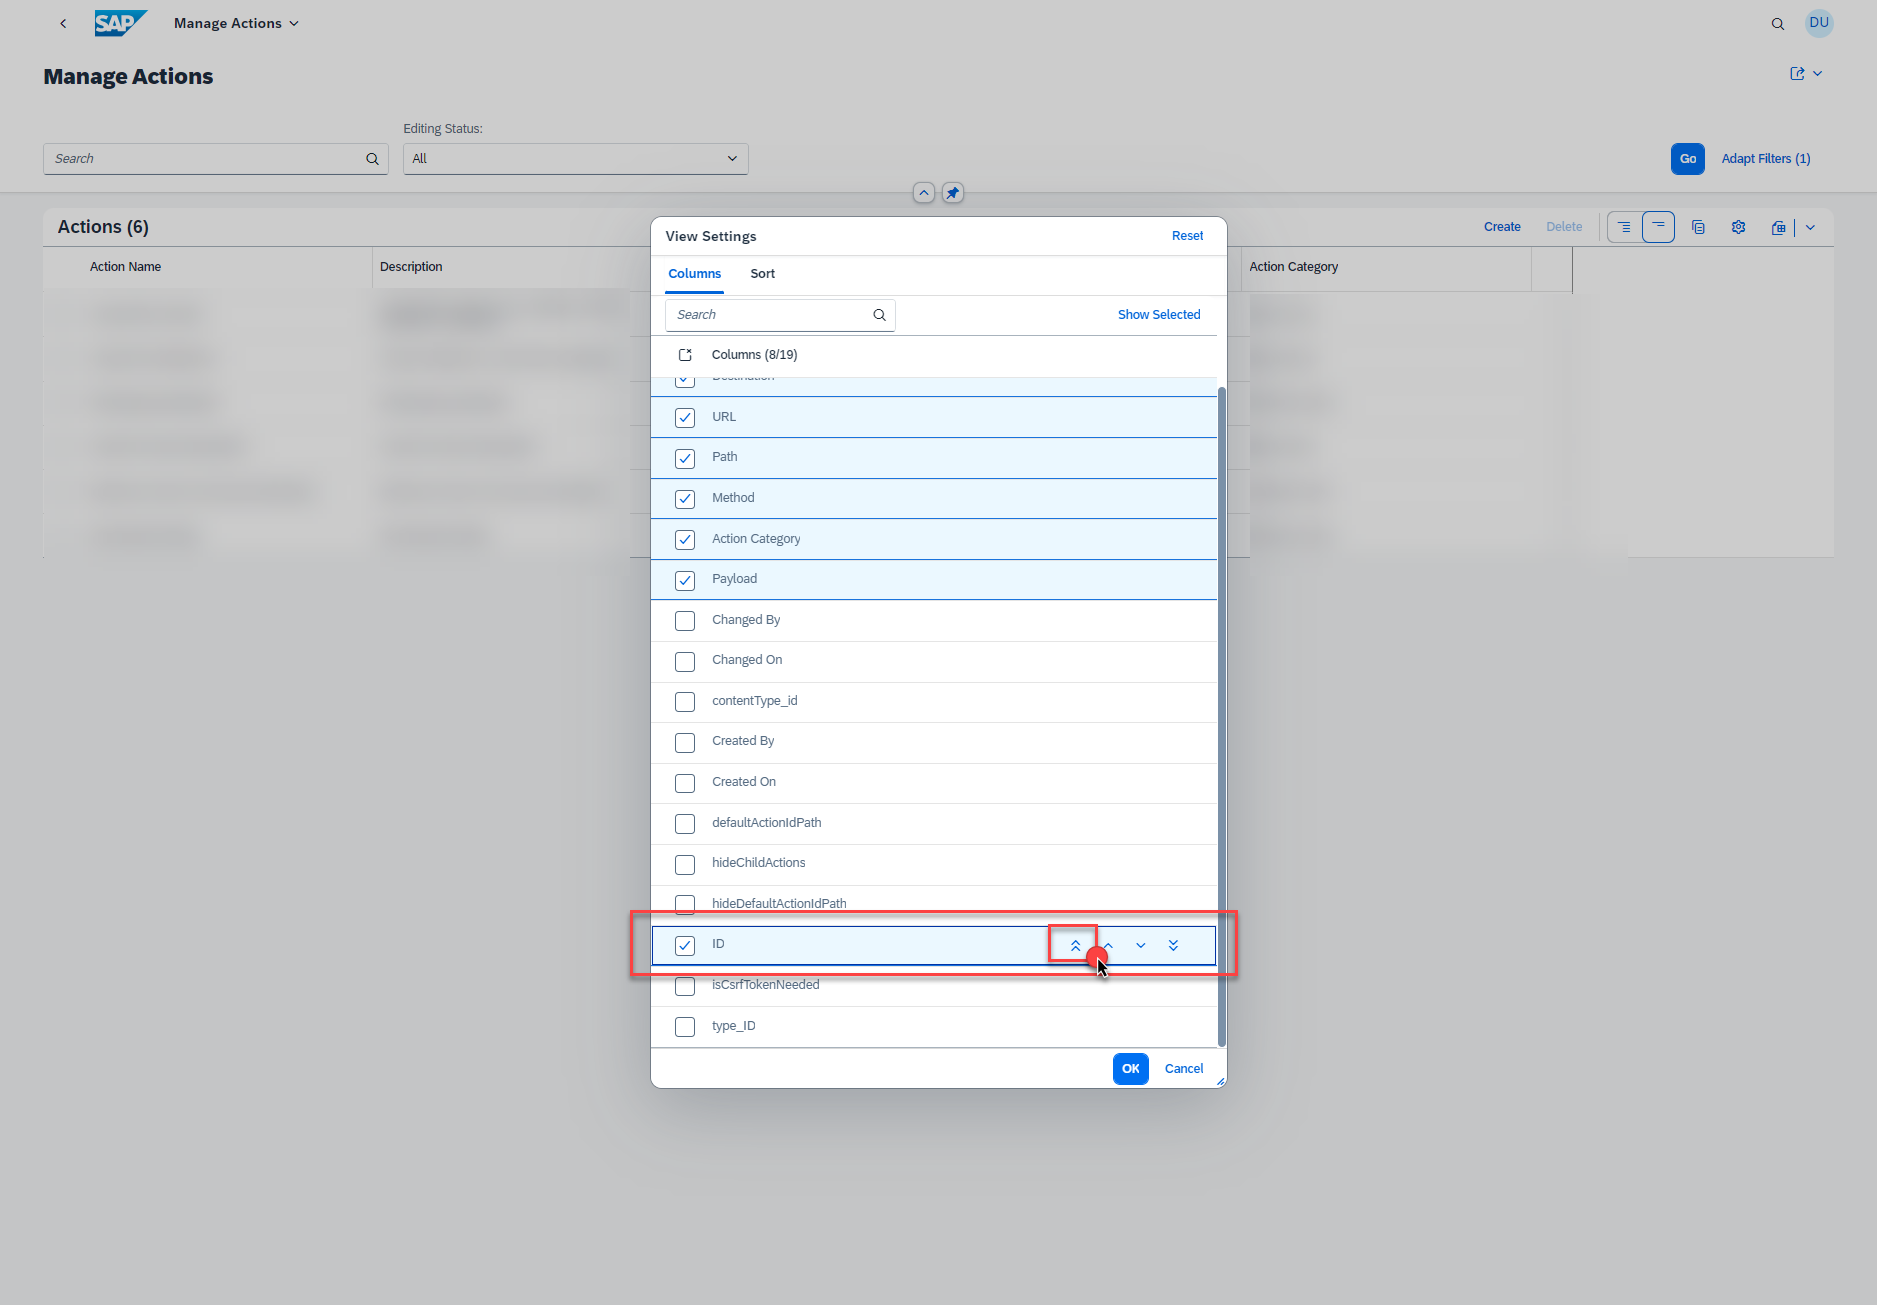 SAP
Manage Actions
DU
Manage Actions
Editing Status:
Search
All
Go
Adapt Filters (1)
Actions (6)
Create
Delete
Action Name
Description
Action Category
View Settings
Reset
Columns
Sort
Search
Show Selected
Columns (8/19)
Destination
URL
Path
Method
Action Category
Payload
Changed By
Changed On
contentType_id
Created By
Created On
defaultActionIdPath
hideChildActions
hideDefaultActionIdPath
ID
isCsrfTokenNeeded
type_ID
OK
Cancel